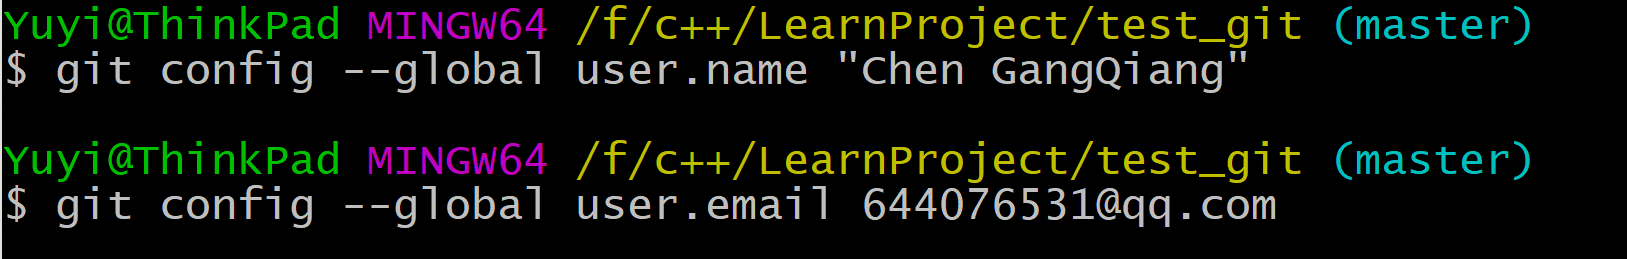 Yuyi@ThinkPad MINGW64 /f/c++/LearnProject/test_git (master)
$ git config --global user.name "Chen GangQiang"
Yuyi@ThinkPad MINGW64 /f/c++/LearnProject/test_git (master)
$ git config --global user.email 644076531@qq.com